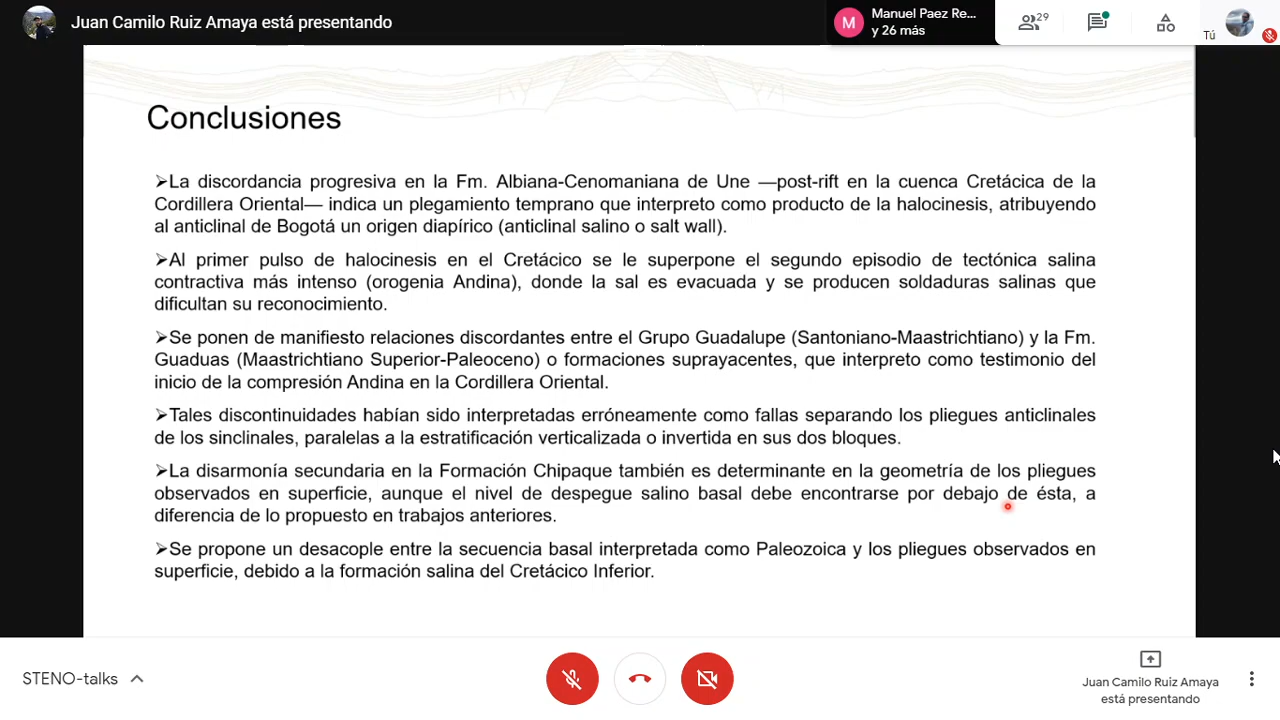 Juan Camilo Ruiz Amaya está presentando
M
Manuel Paez Re...
y 26 más
29
Tú
Conclusiones
➢La discordancia progresiva en la Fm. Albiana-Cenomaniana de Une —post-rift en la cuenca Cretácica de la
Cordillera Oriental— indica un plegamiento temprano que interpreto como producto de la halocinesis, atribuyendo
al anticlinal de Bogotá un origen diapírico (anticlinal salino o salt wall).
➢Al primer pulso de halocinesis en el Cretácico se le superpone el segundo episodio de tectónica salina
contractiva más intenso (orogenia Andina), donde la sal es evacuada y se producen soldaduras salinas que
dificultan su reconocimiento.
➢Se ponen de manifiesto relaciones discordantes entre el Grupo Guadalupe (Santoniano-Maastrichtiano) y la Fm.
Guaduas (Maastrichtiano Superior-Paleoceno) o formaciones suprayacentes, que interpreto como testimonio del
inicio de la compresión Andina en la Cordillera Oriental.
➢Tales discontinuidades habían sido interpretadas erróneamente como fallas separando los pliegues anticlinales
de los sinclinales, paralelas a la estratificación verticalizada o invertida en sus dos bloques.
➢La disarmonía secundaria en la Formación Chipaque también es determinante en la geometría de los pliegues
observados en superficie, aunque el nivel de despegue salino basal debe encontrarse por debajo de ésta, a
diferencia de lo propuesto en trabajos anteriores.
➢Se propone un desacople entre la secuencia basal interpretada como Paleozoica y los pliegues observados en
superficie, debido a la formación salina del Cretácico Inferior.
STENO-talks
Juan Camilo Ruiz Amaya
está presentando